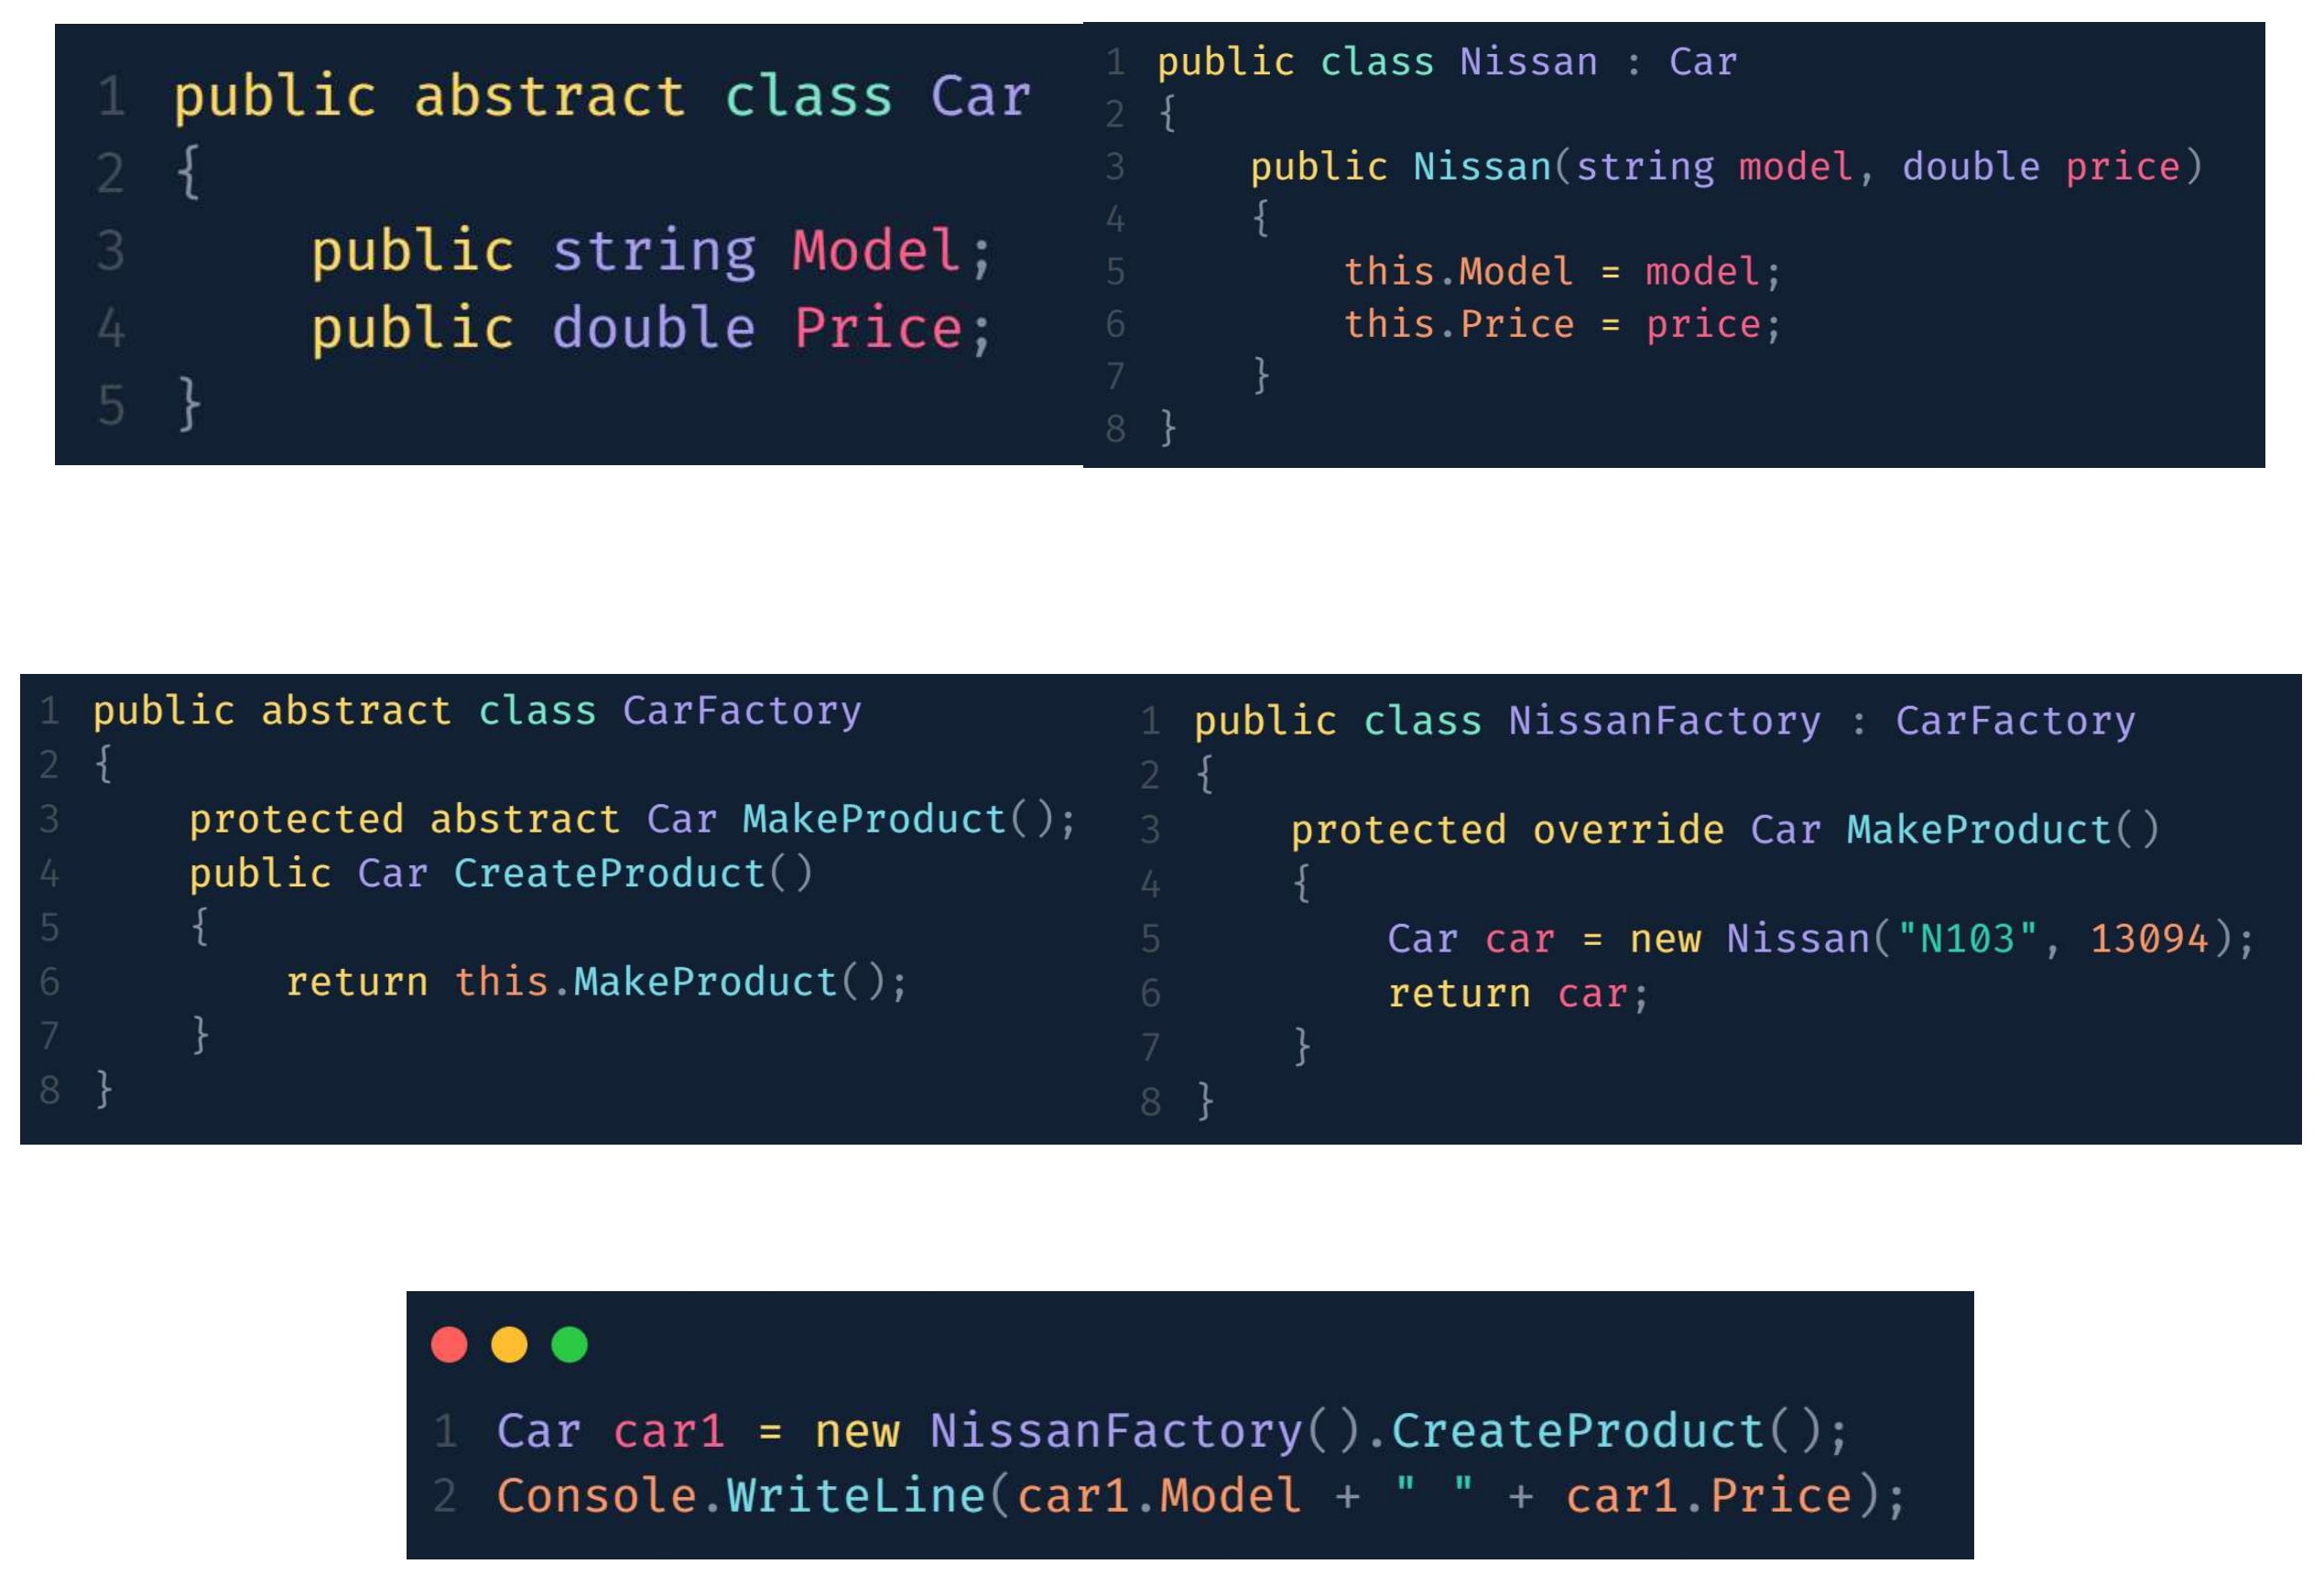 1 public abstract class Car
2 {
3     public string Model;
4     public double Price;
5 }
1 public class Nissan : Car
2 {
3     public Nissan(string model, double price)
4     {
5         this.Model = model;
6         this.Price = price;
7     }
8 }
1 public abstract class CarFactory
2 {
3     protected abstract Car MakeProduct();
4     public Car CreateProduct()
5     {
6         return this.MakeProduct();
7     }
8 }
1 public class NissanFactory : CarFactory
2 {
3     protected override Car MakeProduct()
4     {
5         Car car = new Nissan("N103", 13094);
6         return car;
7     }
8 }
1 Car car1 = new NissanFactory().CreateProduct();
2 Console.WriteLine(car1.Model + " " + car1.Price);